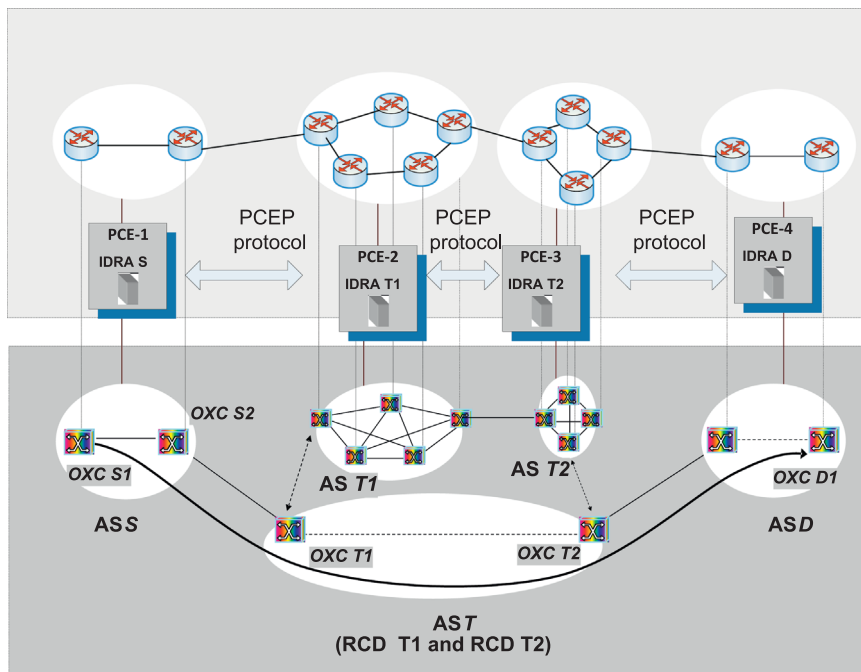 PCEP
protocol
PCEP
protocol
PCEP
protocol
PCE-1
IDRA S
PCE-2
IDRA T1
PCE-3
IDRA T2
PCE-4
IDRA D
OXC S2
OXC S1
AS S
AS T1
AS T2
OXC D1
AS D
OXC T1
OXC T2
AS T
(RCD T1 and RCD T2)